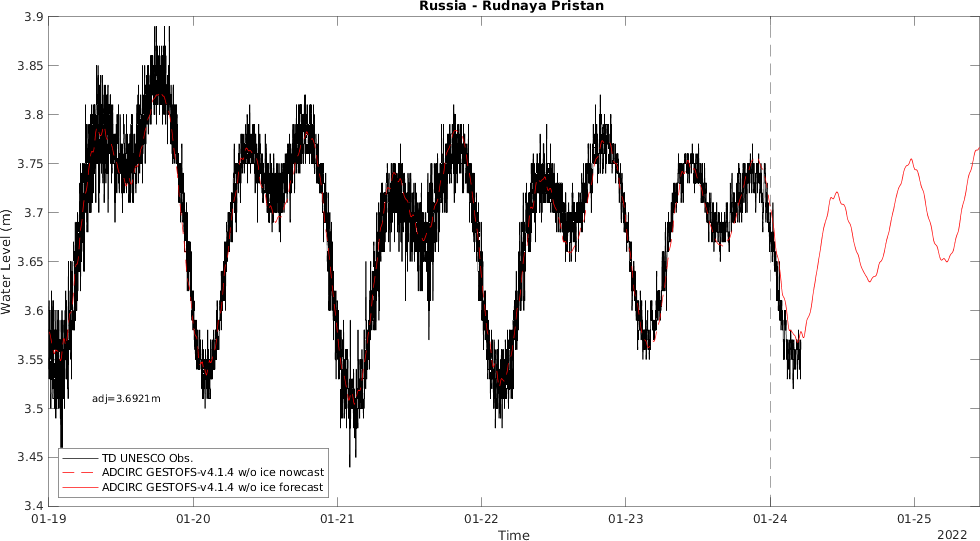 Russia - Rudnaya Pristan
3.9
3.85
3.8
3.75
3.7
3.65
3.6
3.55
3.5
3.45
3.4
Water Level (m)
adj=3.6921m
TD UNESCO Obs.
ADCIRC GESTOFS-v4.1.4 w/o ice nowcast
ADCIRC GESTOFS-v4.1.4 w/o ice forecast
01-19 01-20 01-21 01-22 01-23 01-24 01-25
Time
2022